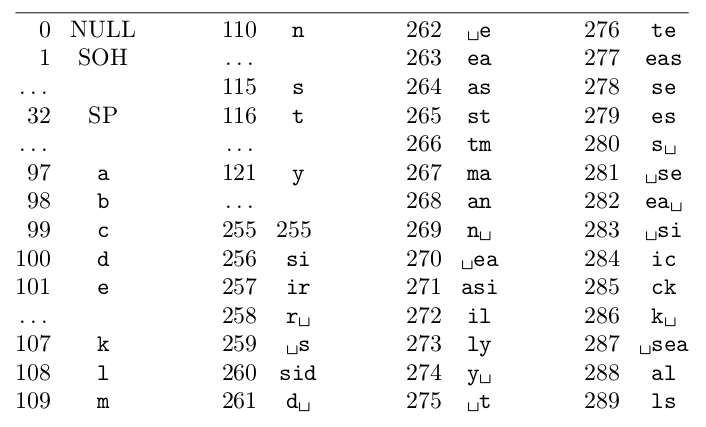 0 NULL 110 n 262 ␣e 276 te
1 SOH ... 263 ea 277 eas
... 115 s 264 as 278 se
32 SP 116 t 265 st 279 es
... ... 266 tm 280 s␣
97 a 121 y 267 ma 281 ␣se
98 b ... 268 an 282 ea␣
99 c 255 255 269 n␣ 283 ␣si
100 d 256 si 270 ␣ea 284 ic
101 e 257 ir 271 asi 285 ck
... 258 r␣ 272 il 286 k␣
107 k 259 ␣s 273 ly 287 ␣sea
108 l 260 sid 274 y␣ 288 al
109 m 261 d␣ 275 ␣t 289 ls